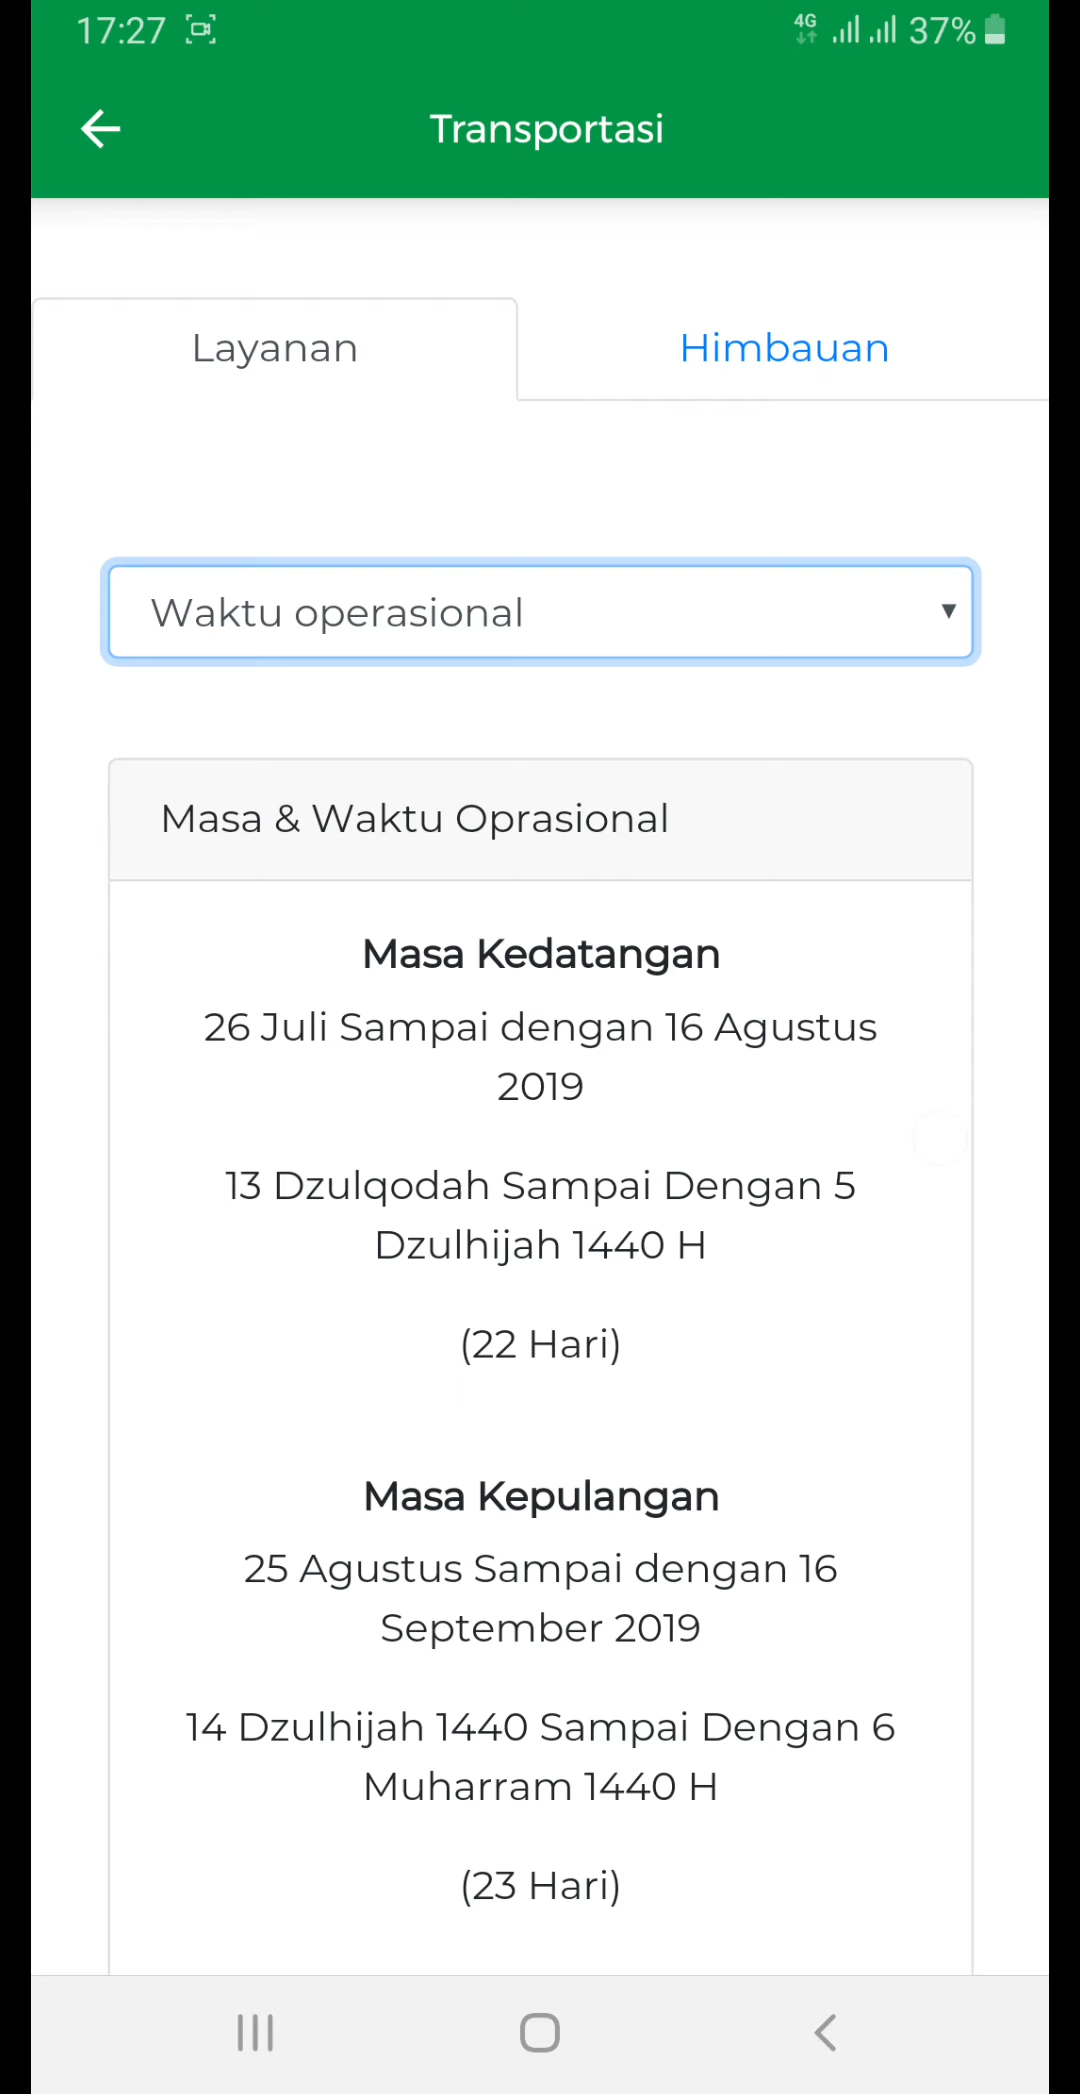 17:27
4G 37%
Transportasi
Layanan
Himbauan
Waktu operasional
Masa & Waktu Oprasional
Masa Kedatangan
26 Juli Sampai dengan 16 Agustus
2019
13 Dzulqodah Sampai Dengan 5
Dzulhijah 1440 H
(22 Hari)
Masa Kepulangan
25 Agustus Sampai dengan 16
September 2019
14 Dzulhijah 1440 Sampai Dengan 6
Muharram 1440 H
(23 Hari)